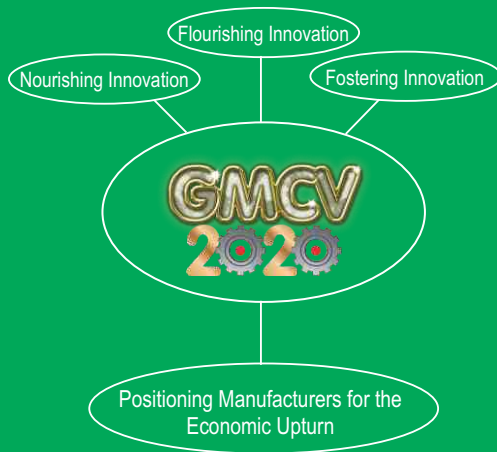 Flourishing Innovation
Nourishing Innovation
Fostering Innovation
GMCV
2020
Positioning Manufacturers for the
Economic Upturn